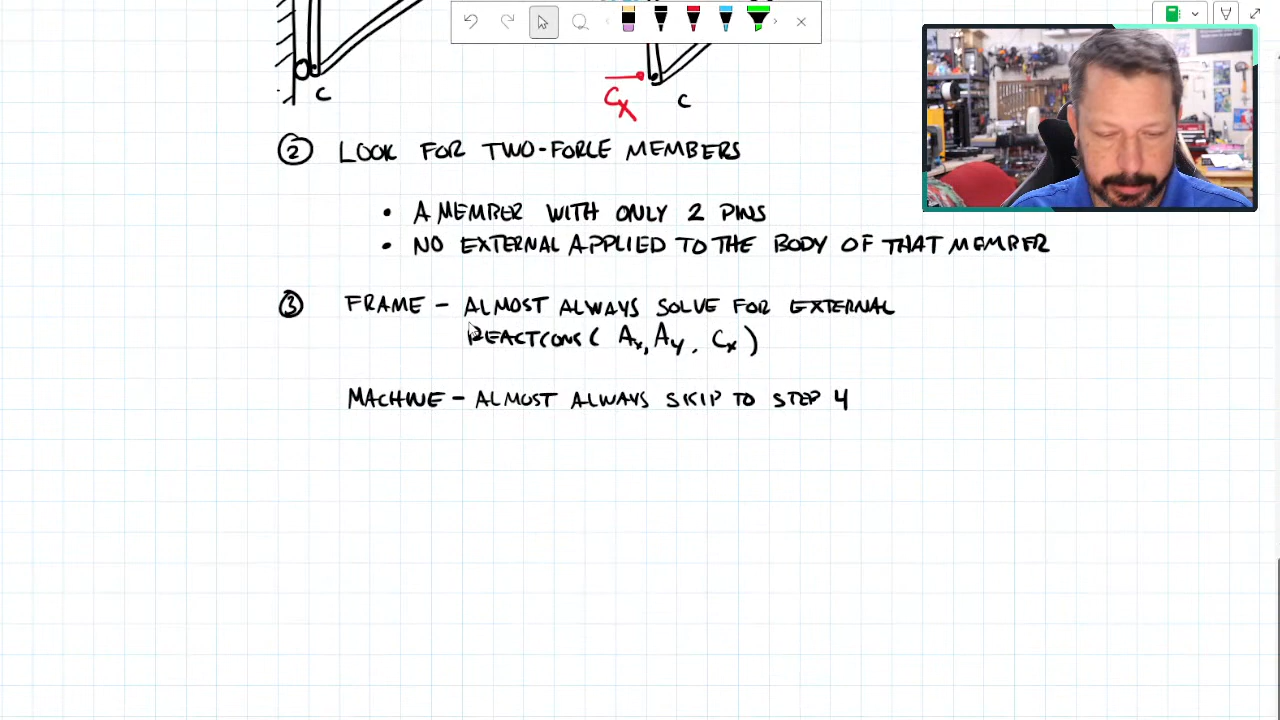 C
Cx
C
② LOOK FOR TWO-FORCE MEMBERS
• A MEMBER WITH ONLY 2 PINS
• NO EXTERNAL APPLIED TO THE BODY OF THAT MEMBER
③ FRAME - ALMOST ALWAYS SOLVE FOR EXTERNAL
REACTIONS ( Ax, Ay, Cx )
MACHINE - ALMOST ALWAYS SKIP TO STEP 4